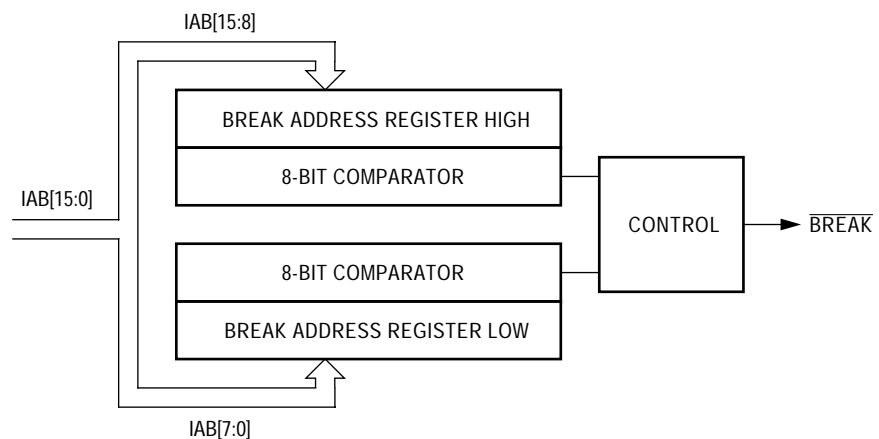 IAB[15:8]
BREAK ADDRESS REGISTER HIGH
8-BIT COMPARATOR
IAB[15:0]
CONTROL
BREAK
8-BIT COMPARATOR
BREAK ADDRESS REGISTER LOW
IAB[7:0]